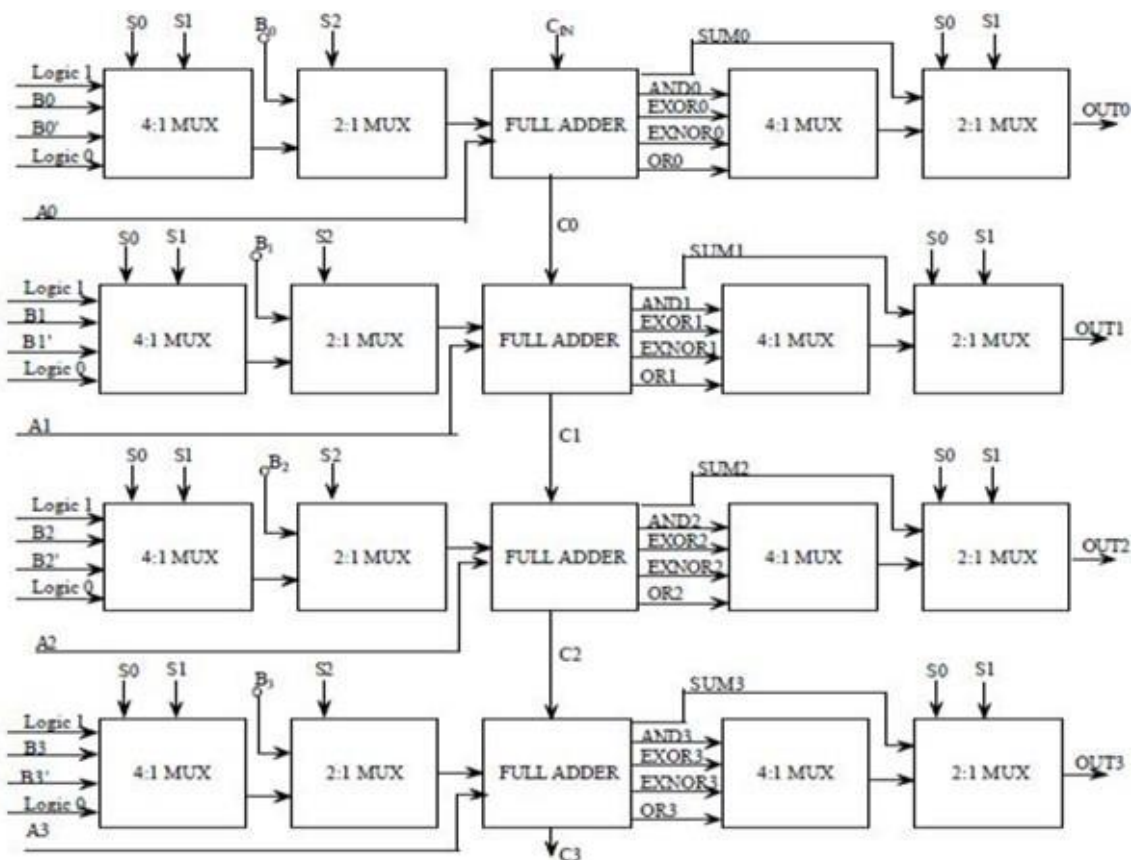 S0 S1 B0 S2 CIN SUM0 S0 S1
Logic 1
B0
B0'
Logic 0
4:1 MUX 2:1 MUX FULL ADDER
AND0
EXOR0
EXNOR0
OR0
4:1 MUX 2:1 MUX OUT0
A0 C0
S0 S1 B1 S2 SUM1 S0 S1
Logic 1
B1
B1'
Logic 0
4:1 MUX 2:1 MUX FULL ADDER
AND1
EXOR1
EXNOR1
OR1
4:1 MUX 2:1 MUX OUT1
A1 C1
S0 S1 B2 S2 SUM2 S0 S1
Logic 1
B2
B2'
Logic 0
4:1 MUX 2:1 MUX FULL ADDER
AND2
EXOR2
EXNOR2
OR2
4:1 MUX 2:1 MUX OUT2
A2 C2
S0 S1 B3 S2 SUM3 S0 S1
Logic 1
B3
B3'
Logic 0
4:1 MUX 2:1 MUX FULL ADDER
AND3
EXOR3
EXNOR3
OR3
4:1 MUX 2:1 MUX OUT3
A3 C3